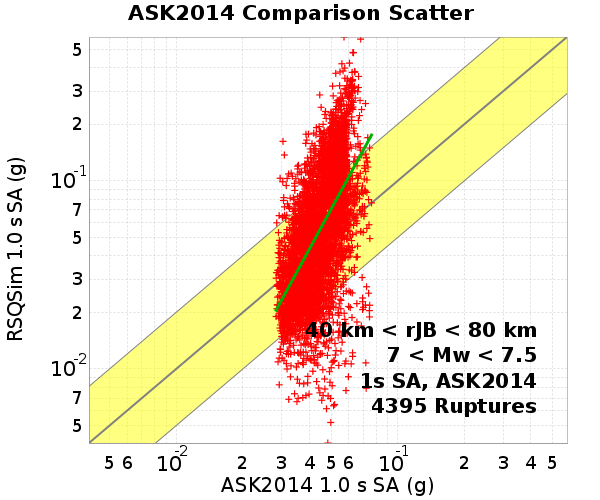 ASK2014 Comparison Scatter
RSQSim 1.0 s SA (g)
5
3
2
10-1
7
5
3
2
10-2
7
5
40 km < rJB < 80 km
7 < Mw < 7.5
1s SA, ASK2014
4395 Ruptures
5 6 10-2 2 3 4 5 6 10-1 2 3 4 5
ASK2014 1.0 s SA (g)